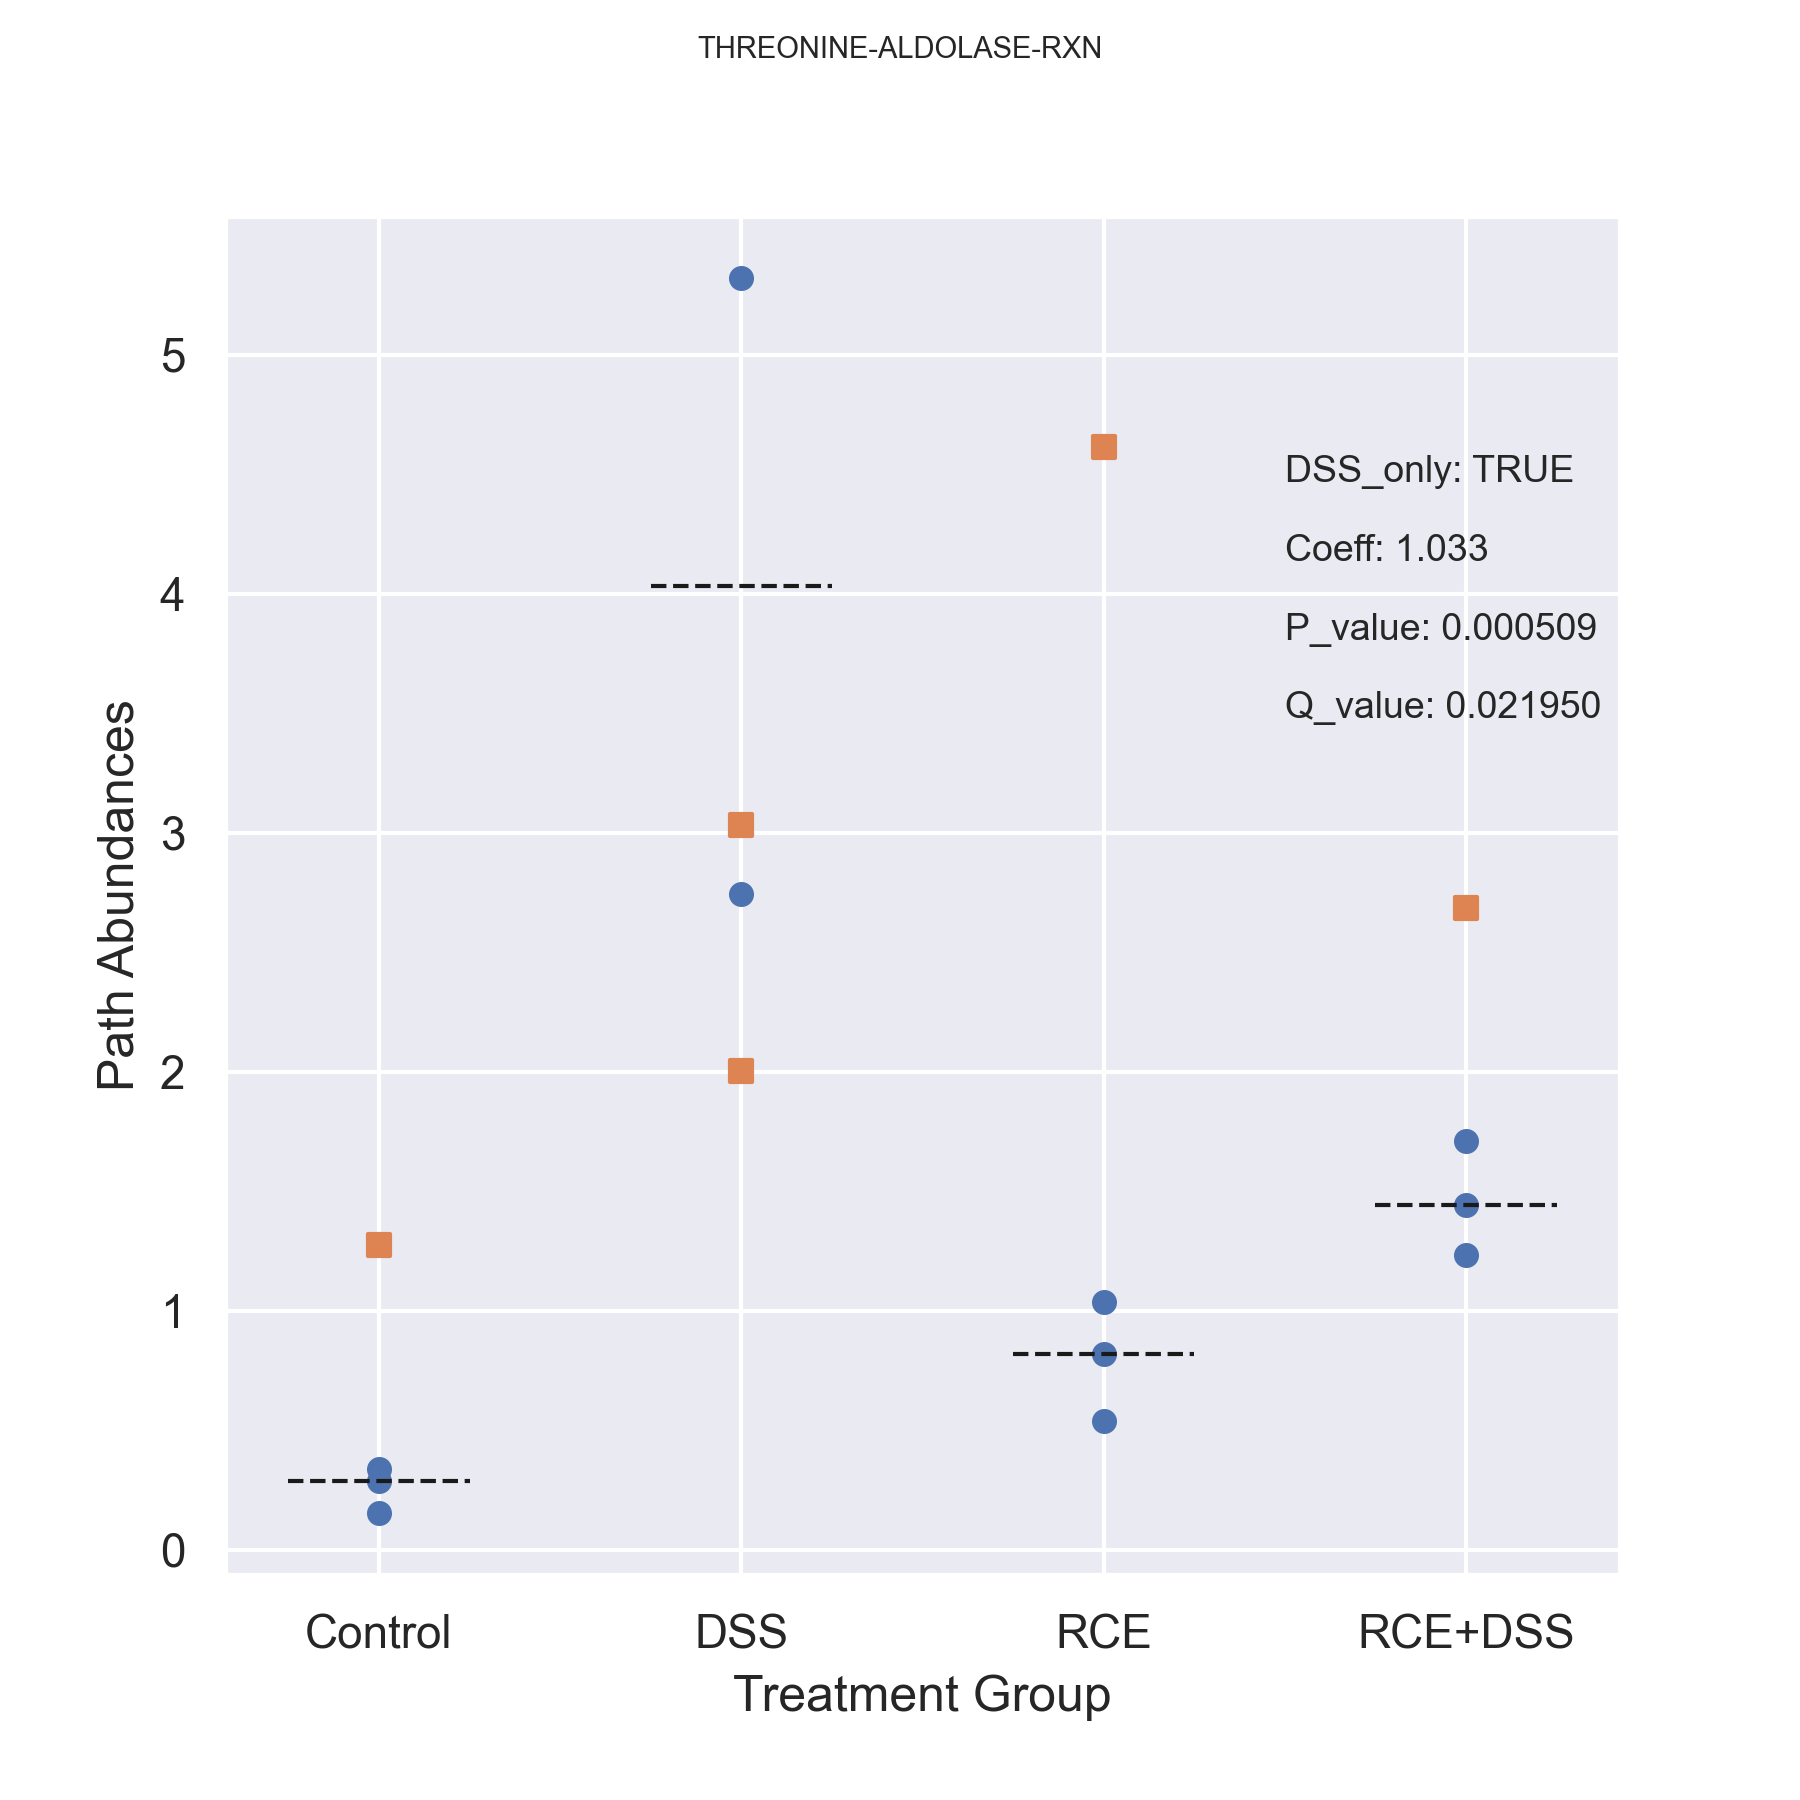 THREONINE-ALDOLASE-RXN
5
4
3
2
1
0
Path Abundances
DSS_only: TRUE
Coeff: 1.033
P_value: 0.000509
Q_value: 0.021950
Control DSS RCE RCE+DSS
Treatment Group